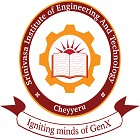 Srinivasa Institute of Engineering And Technology
Cheyyeru
Igniting minds of GenX